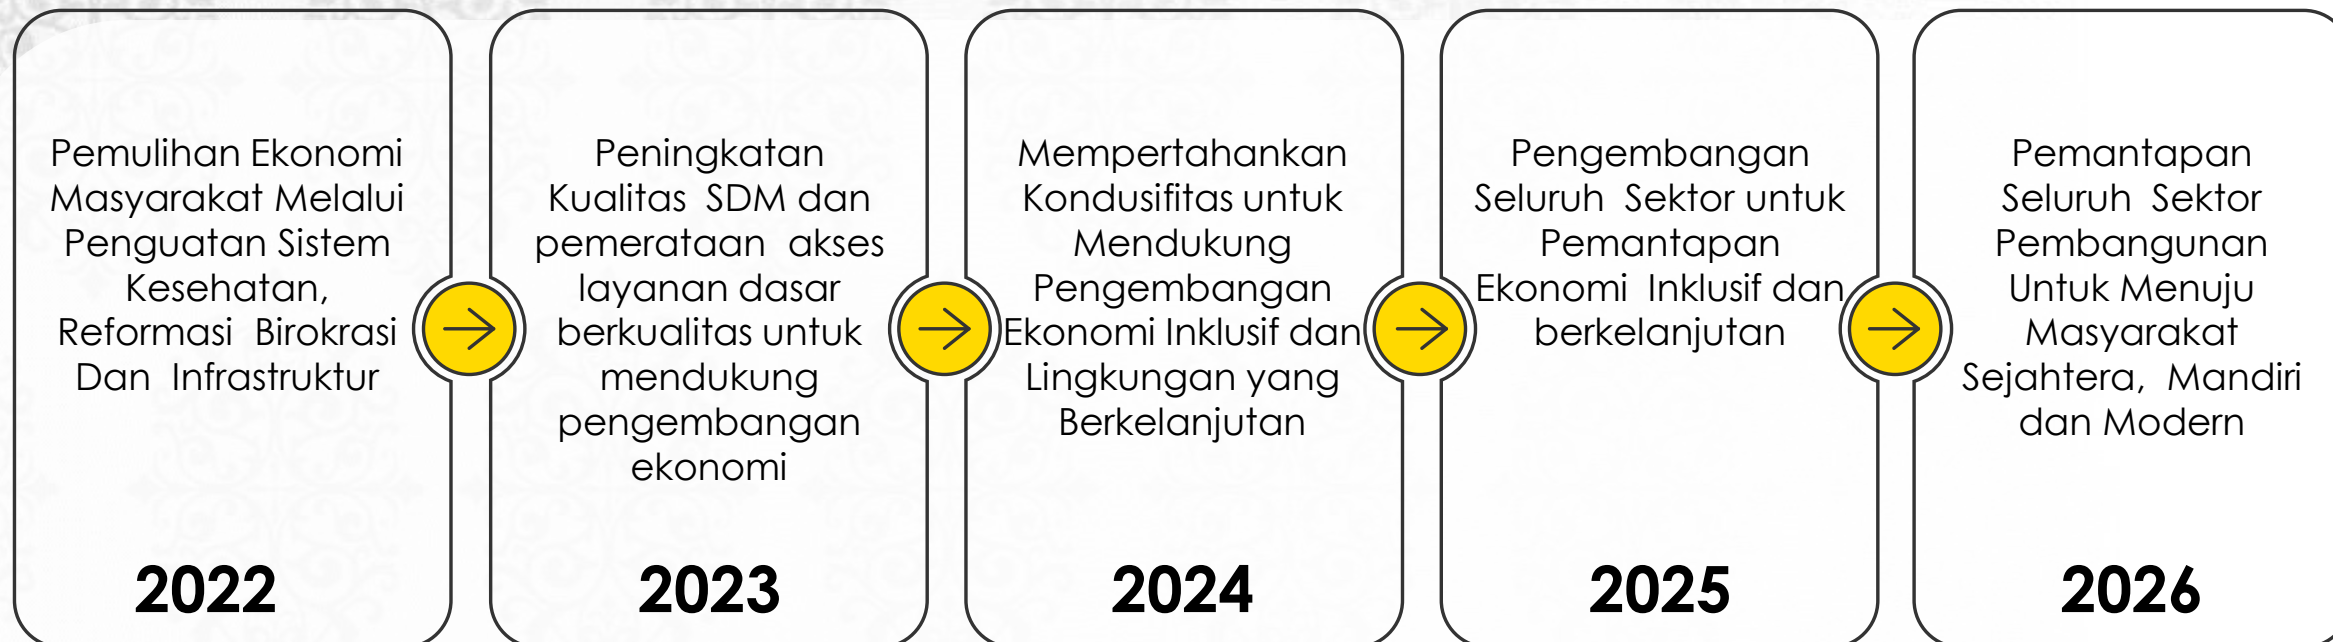 Pemulihan Ekonomi
Masyarakat Melalui
Penguatan Sistem
Kesehatan,
Reformasi  Birokrasi
Dan  Infrastruktur
2022
Peningkatan
Kualitas  SDM dan
pemerataan  akses
layanan dasar
berkualitas untuk
mendukung
pengembangan
ekonomi
2023
Mempertahankan
Kondusifitas untuk
Mendukung
Pengembangan
Ekonomi Inklusif dan
Lingkungan yang
Berkelanjutan
2024
Pengembangan
Seluruh  Sektor untuk
Pemantapan
Ekonomi  Inklusif dan
berkelanjutan
2025
Pemantapan
Seluruh  Sektor
Pembangunan
Untuk Menuju
Masyarakat
Sejahtera,  Mandiri
dan Modern
2026